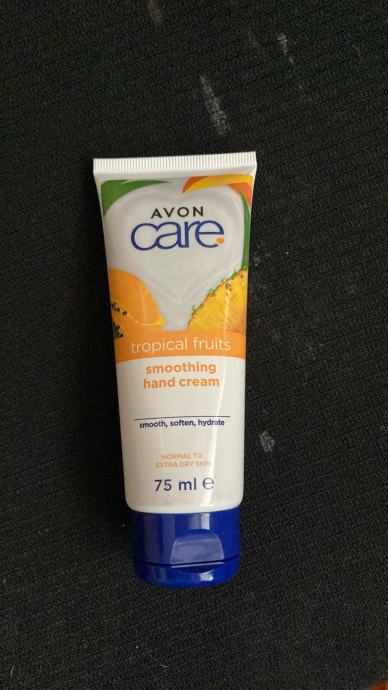 AVON
care.
tropical fruits
smoothing
hand cream
smooth, soften, hydrate
NORMAL TO
EXTRA DRY SKIN
75 ml ℮